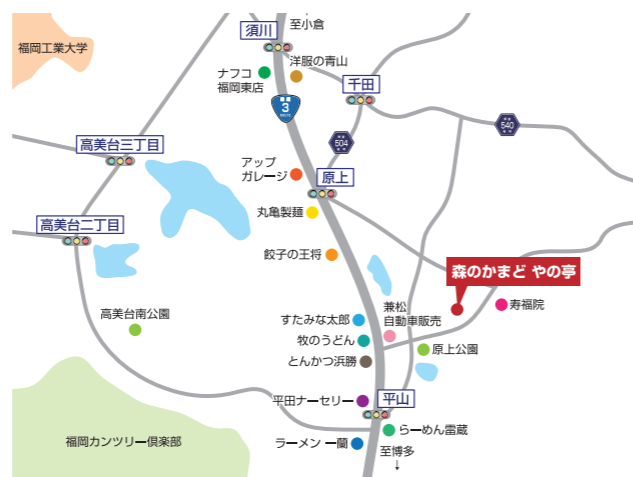 至小倉
須川
福岡工業大学
洋服の青山
ナフコ
福岡東店
千田
3
540
高美台三丁目
504
アップ
ガレージ
原上
丸亀製麺
高美台二丁目
餃子の王将
森のかまど やの亭
兼松
自動車販売
寿福院
高美台南公園
すたみな太郎
牧のうどん
原上公園
とんかつ浜勝
平田ナーセリー
平山
らーめん雷蔵
福岡カンツリー倶楽部
ラーメン 一蘭
至博多
↓